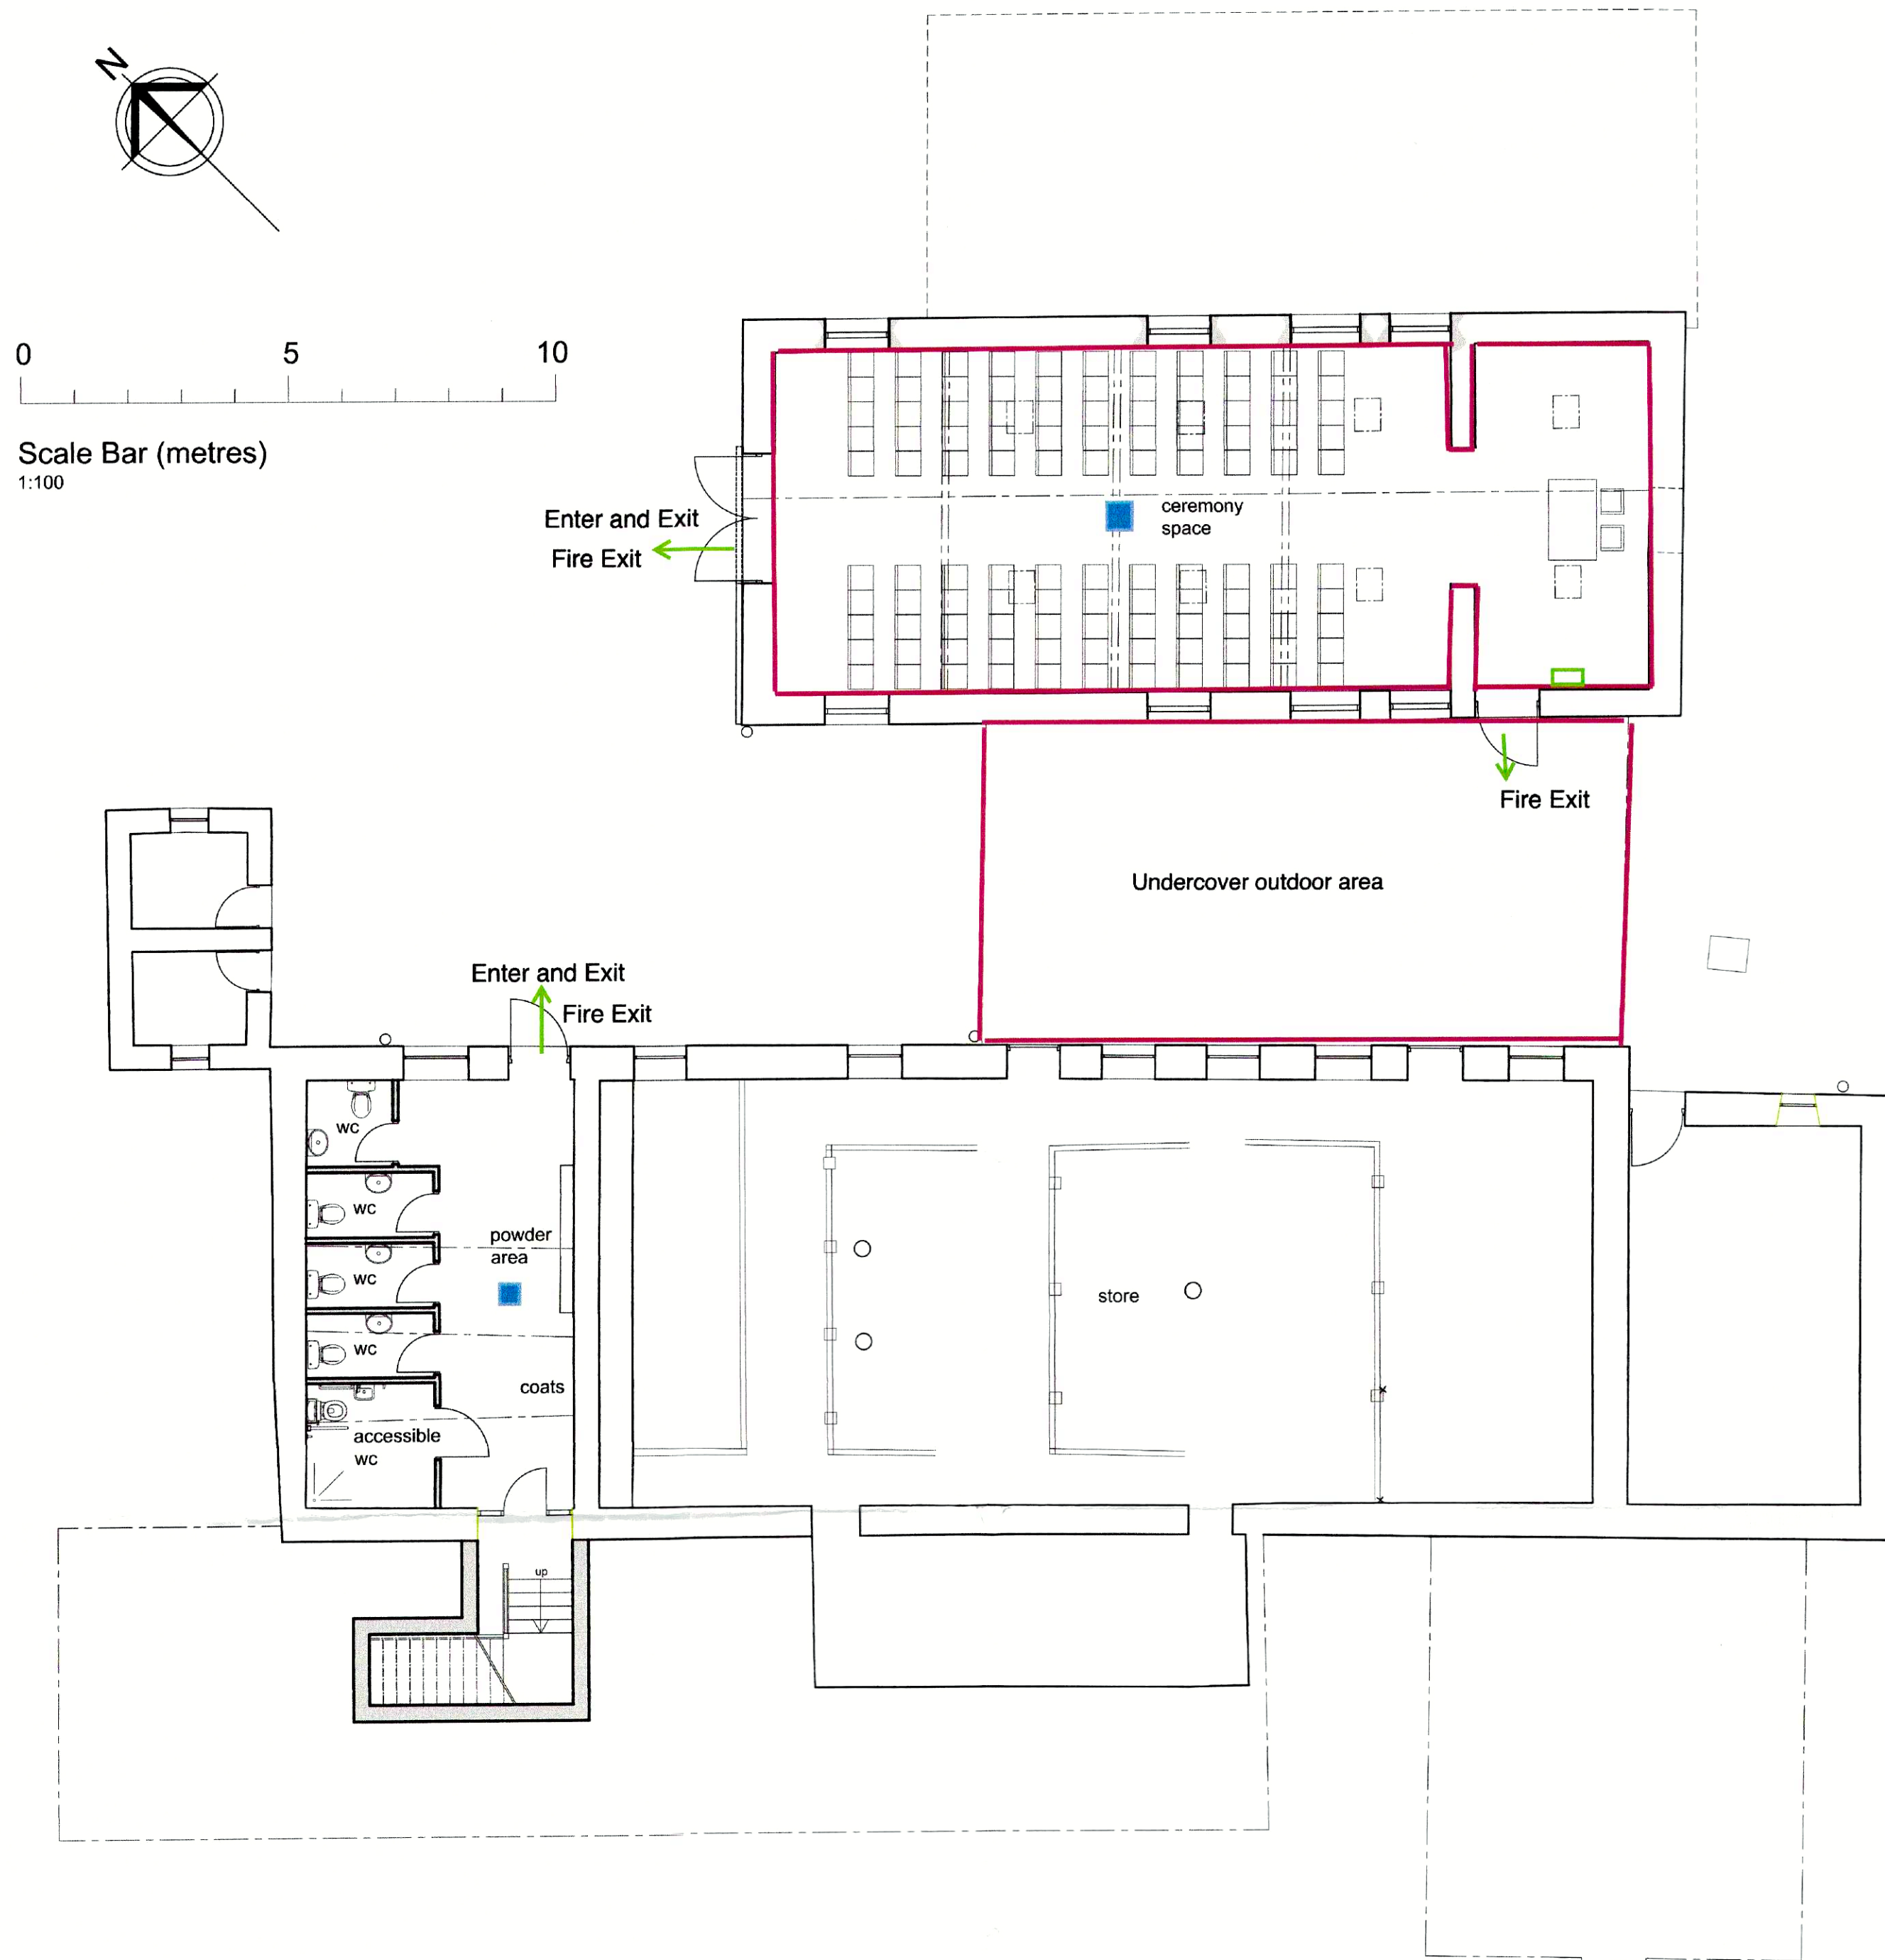 N
0 5 10
Scale Bar (metres)
1:100
Enter and Exit
Fire Exit
ceremony
space
Fire Exit
Undercover outdoor area
Enter and Exit
Fire Exit
wc
wc
wc
wc
powder
area
store
coats
accessible
wc
up